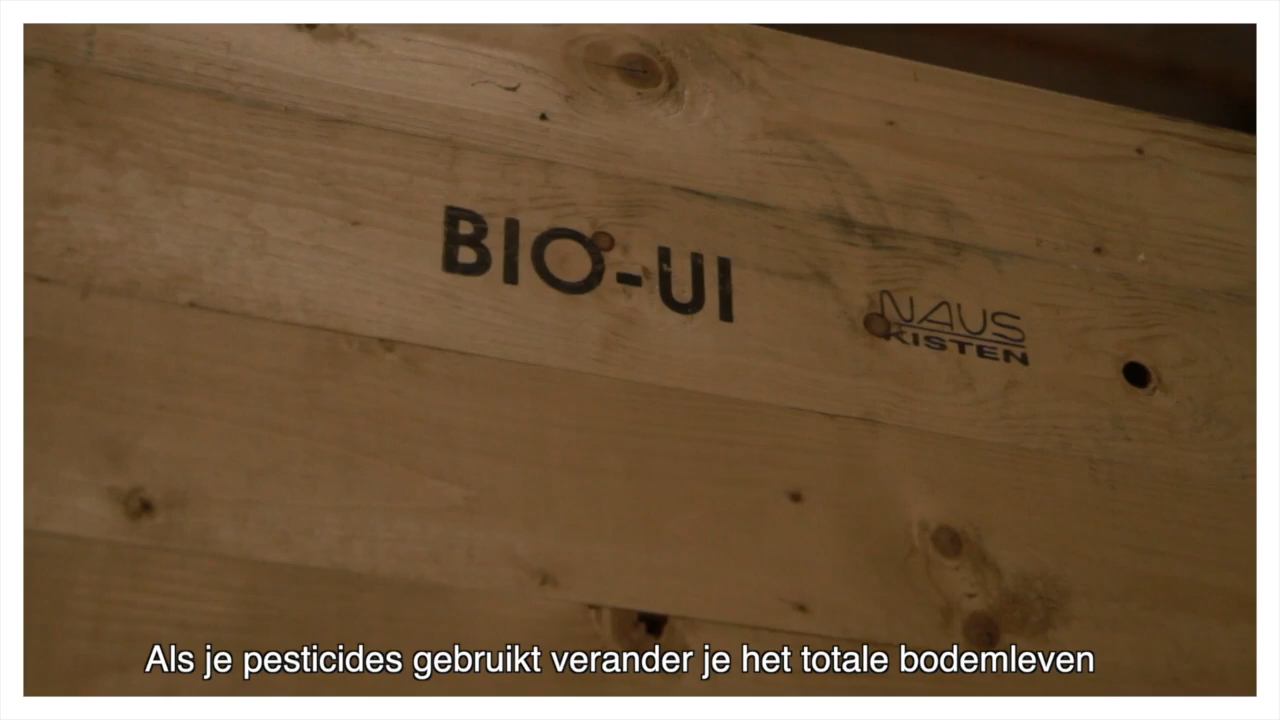 BIO-UI
NAUS
KISTEN
Als je pesticides gebruikt verander je het totale bodemleven